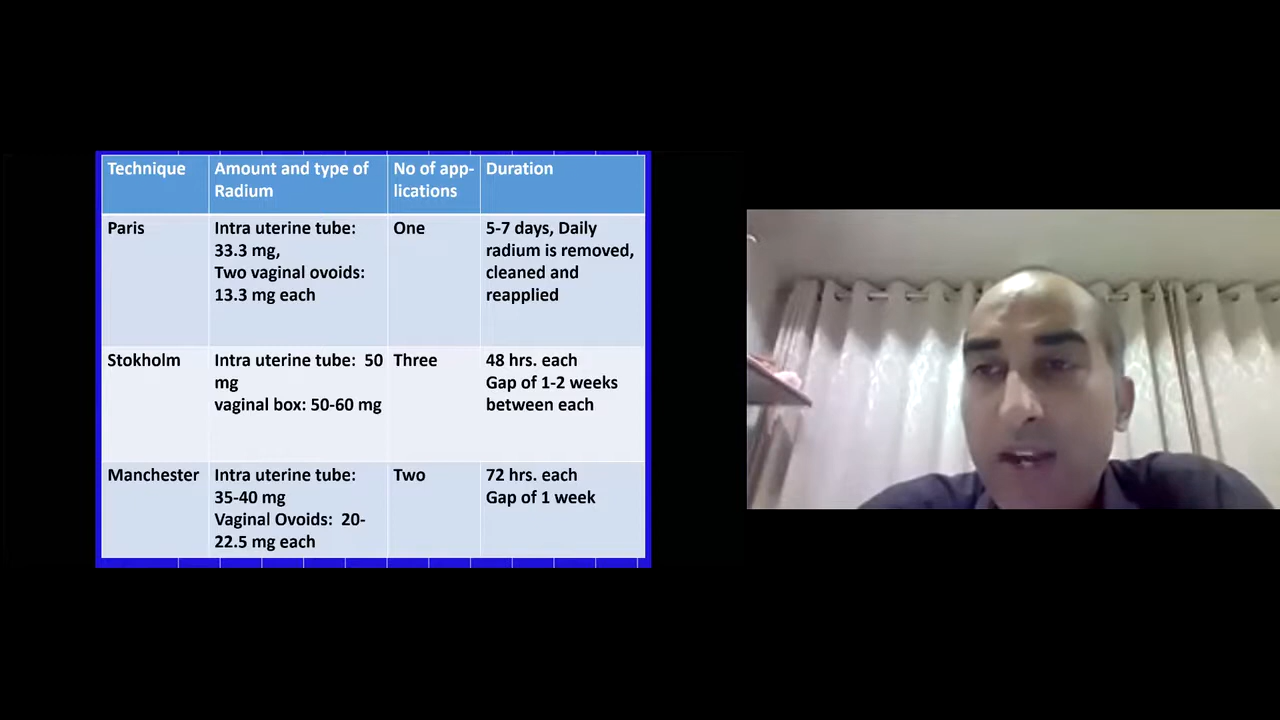 Technique
Amount and type of
Radium
No of app-
lications
Duration
Paris
Intra uterine tube:
33.3 mg,
Two vaginal ovoids:
13.3 mg each
One
5-7 days, Daily
radium is removed,
cleaned and
reapplied
Stokholm
Intra uterine tube: 50
mg
vaginal box: 50-60 mg
Three
48 hrs. each
Gap of 1-2 weeks
between each
Manchester
Intra uterine tube:
35-40 mg
Vaginal Ovoids: 20-
22.5 mg each
Two
72 hrs. each
Gap of 1 week